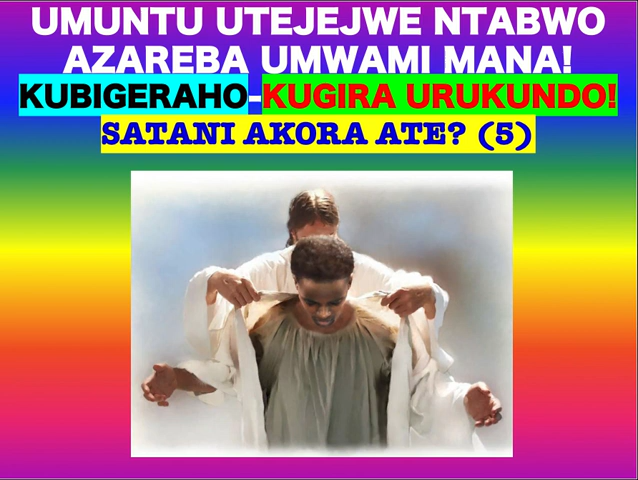 UMUNTU UTEJEJWE NTABWO
AZAREBA UMWAMI MANA!
KUBIGERAHO-KUGIRA URUKUNDO!
SATANI AKORA ATE? (5)